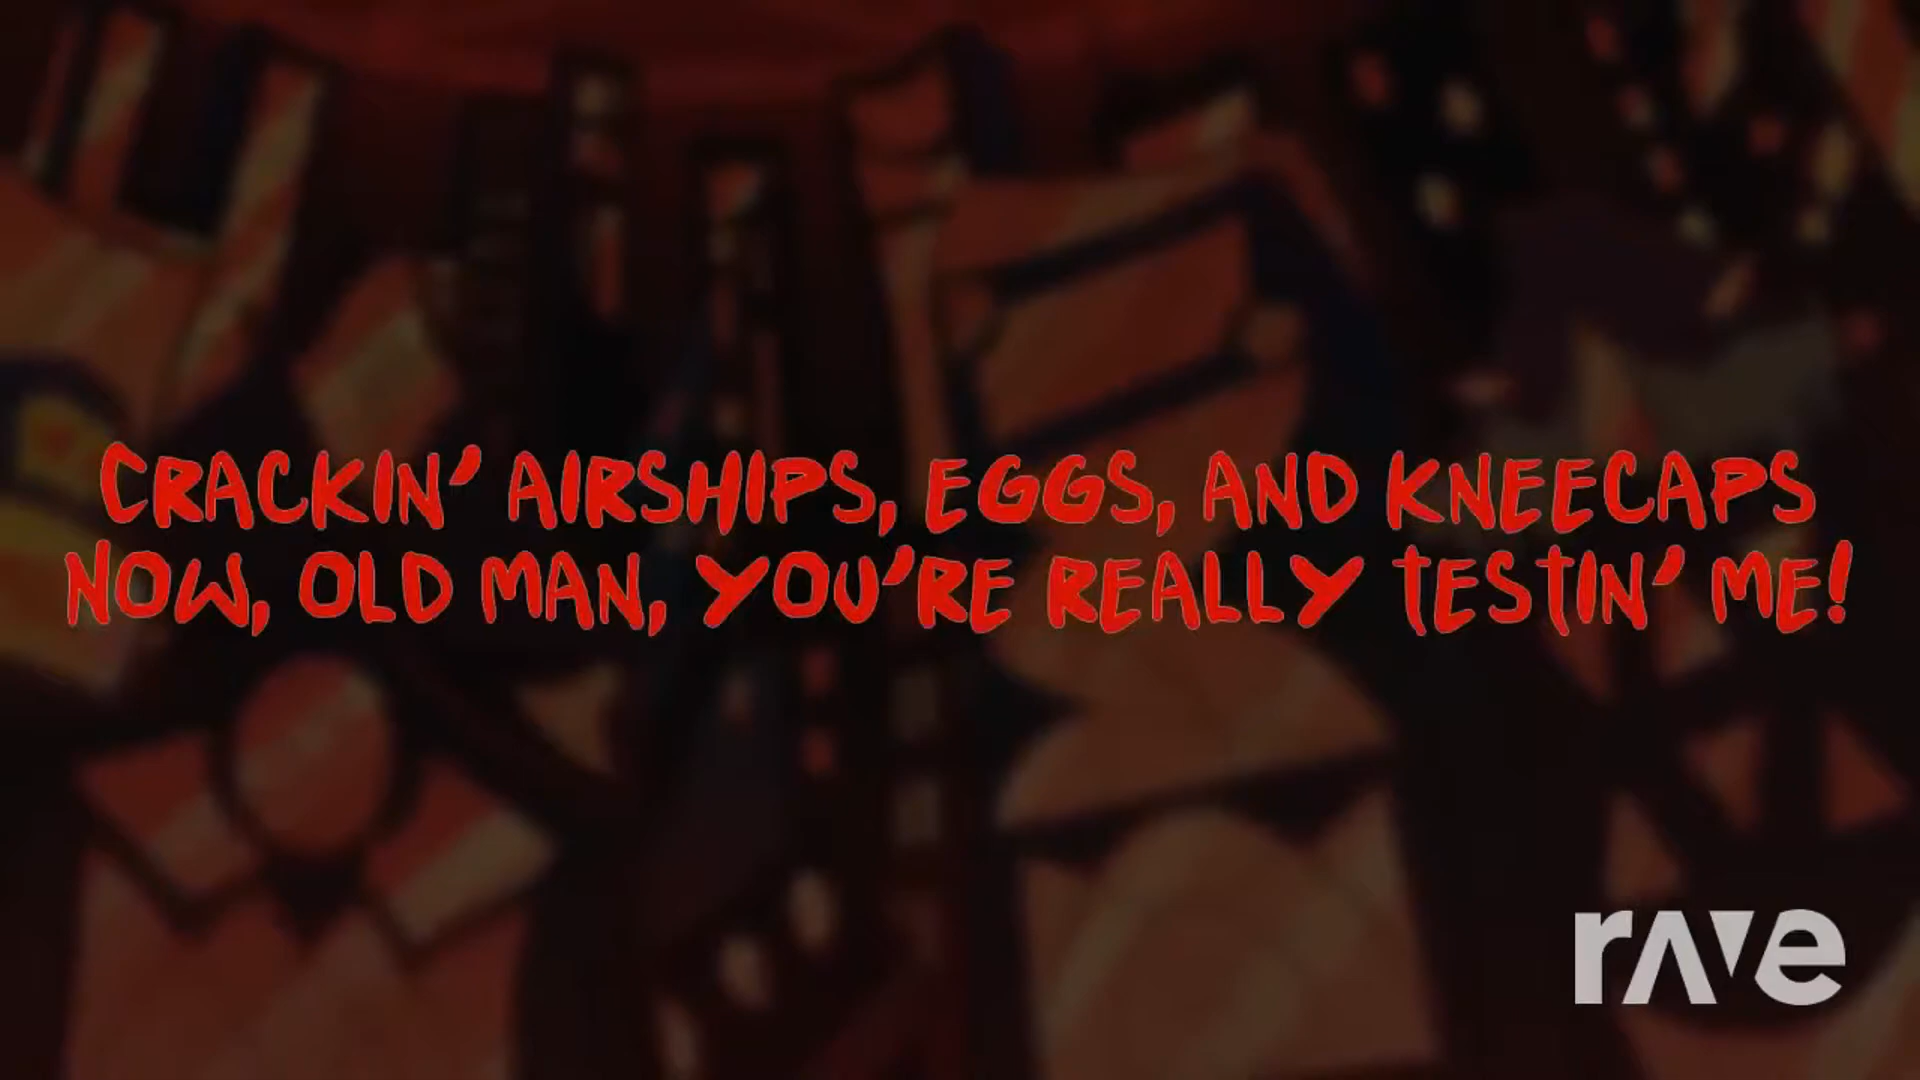 CRACKIN' AIRSHIPS, EGGS, AND KNEECAPS
NOW, OLD MAN, YOU'RE REALLY TESTIN' ME!
rave